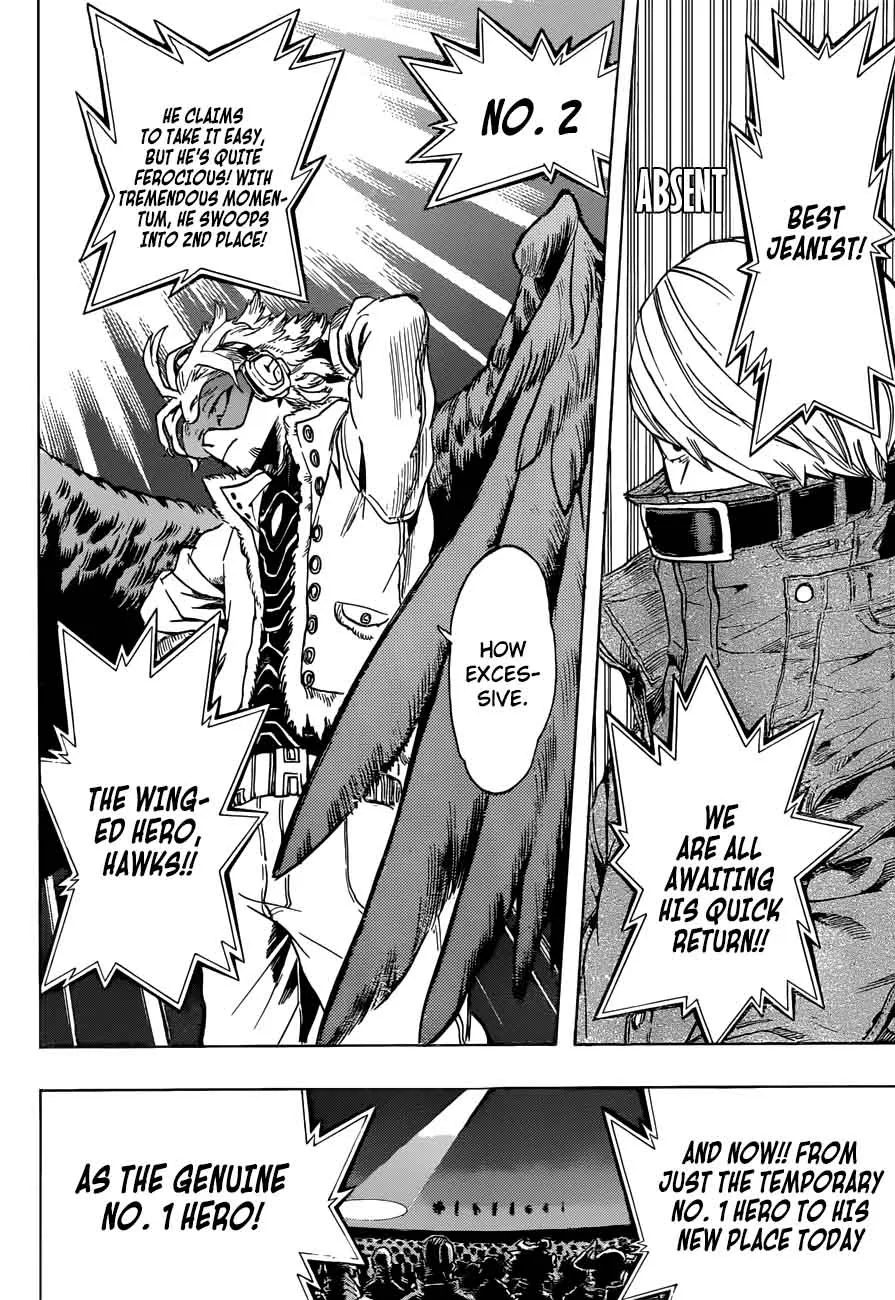 BEST
JEANIST!
ABSENT
WE
ARE ALL
AWAITING
HIS QUICK
RETURN!!
NO. 2
HE CLAIMS
TO TAKE IT EASY,
BUT HE'S QUITE
FEROCIOUS! WITH
TREMENDOUS MOMEN-
TUM, HE SWOOPS
INTO 2ND PLACE!
HOW
EXCES-
SIVE.
THE WING-
ED HERO,
HAWKS!!
AND NOW!! FROM
JUST THE TEMPORARY
NO. 1 HERO TO HIS
NEW PLACE TODAY
AS THE GENUINE
NO. 1 HERO!